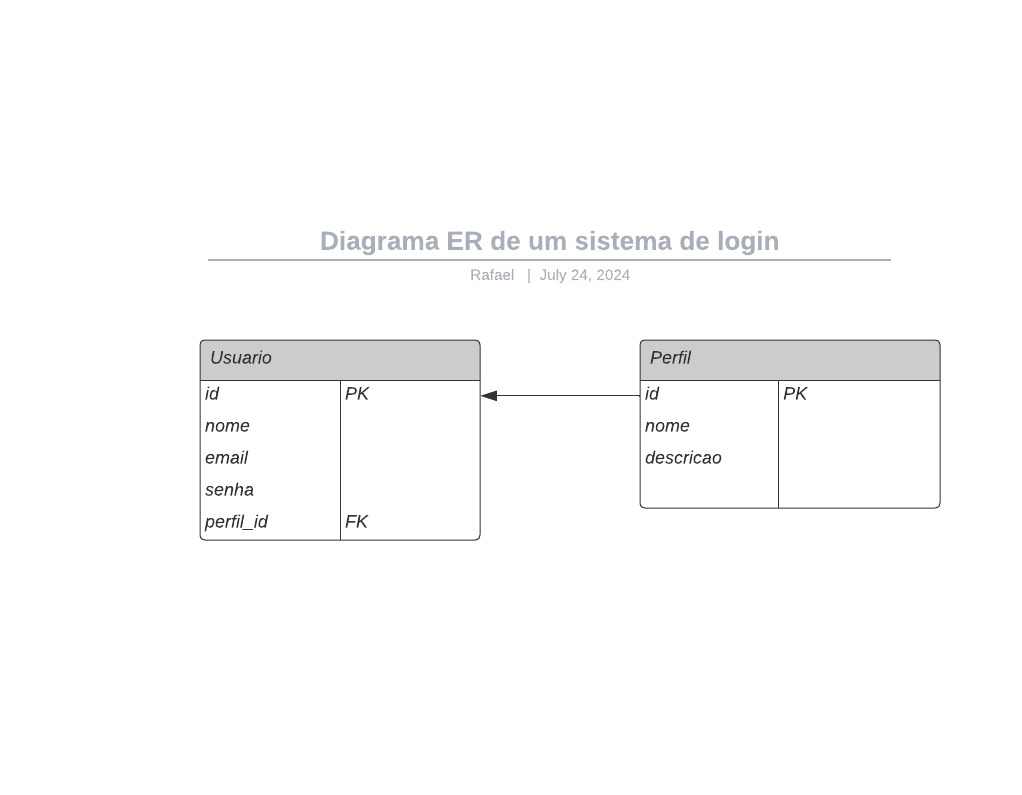 Diagrama ER de um sistema de login
Rafael | July 24, 2024
Usuario
id PK
nome
email
senha
perfil_id FK
Perfil
id PK
nome
descricao